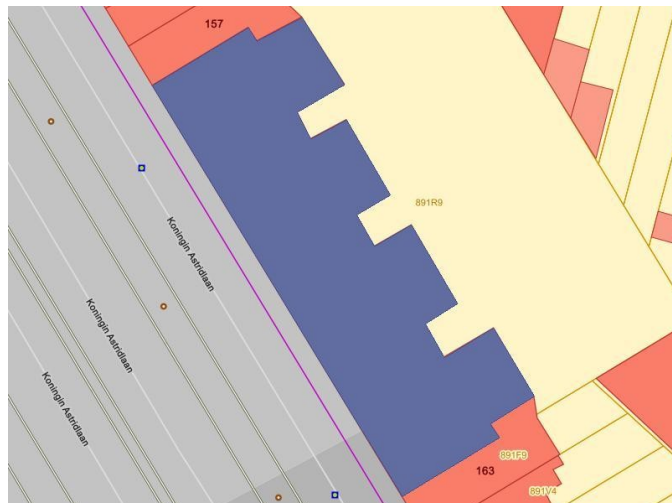 157
891R9
Koningin Astridlaan
Koningin Astridlaan
Koningin Astridlaan
891F9
163
891V4